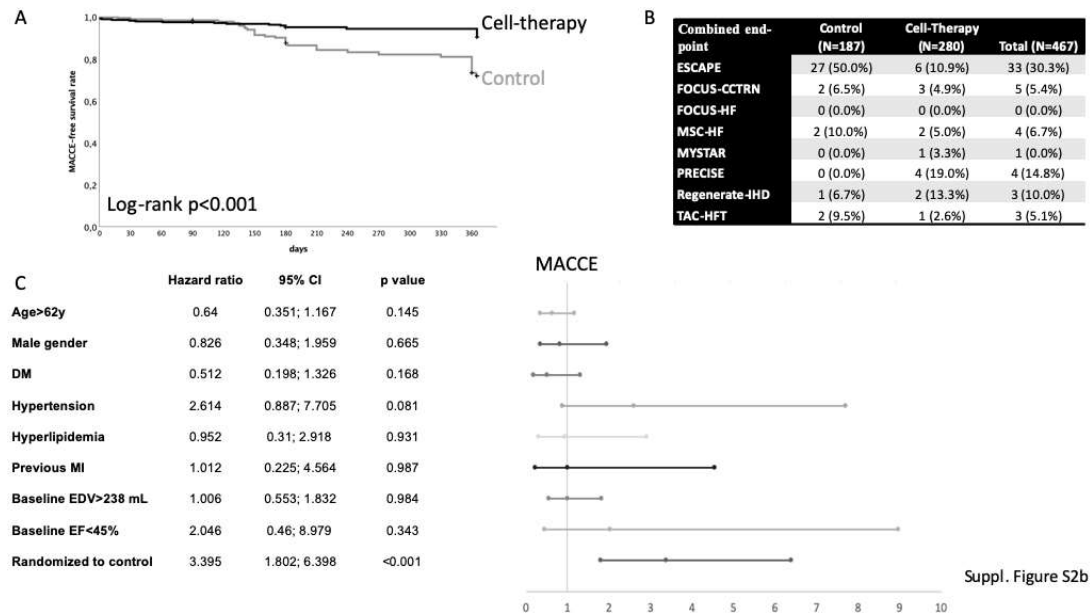 A
1,0
0,8
0,6
0,4
0,2
0,0
MACCE-free survival rate
Cell-therapy
Control
Log-rank p<0.001
0 30 60 90 120 150 180 210 240 270 300 330 360
days
B
Combined end-point Control (N=187) Cell-Therapy (N=280) Total (N=467)
ESCAPE 27 (50.0%) 6 (10.9%) 33 (30.3%)
FOCUS-CCTRN 2 (6.5%) 3 (4.9%) 5 (5.4%)
FOCUS-HF 0 (0.0%) 0 (0.0%) 0 (0.0%)
MSC-HF 2 (10.0%) 2 (5.0%) 4 (6.7%)
MYSTAR 0 (0.0%) 1 (3.3%) 1 (0.0%)
PRECISE 0 (0.0%) 4 (19.0%) 4 (14.8%)
Regenerate-IHD 1 (6.7%) 2 (13.3%) 3 (10.0%)
TAC-HFT 2 (9.5%) 1 (2.6%) 3 (5.1%)
C
Hazard ratio 95% CI p value
Age>62y 0.64 0.351; 1.167 0.145
Male gender 0.826 0.348; 1.959 0.665
DM 0.512 0.198; 1.326 0.168
Hypertension 2.614 0.887; 7.705 0.081
Hyperlipidemia 0.952 0.31; 2.918 0.931
Previous MI 1.012 0.225; 4.564 0.987
Baseline EDV>238 mL 1.006 0.553; 1.832 0.984
Baseline EF<45% 2.046 0.46; 8.979 0.343
Randomized to control 3.395 1.802; 6.398 <0.001
MACCE
0 1 2 3 4 5 6 7 8 9 10
Suppl. Figure S2b